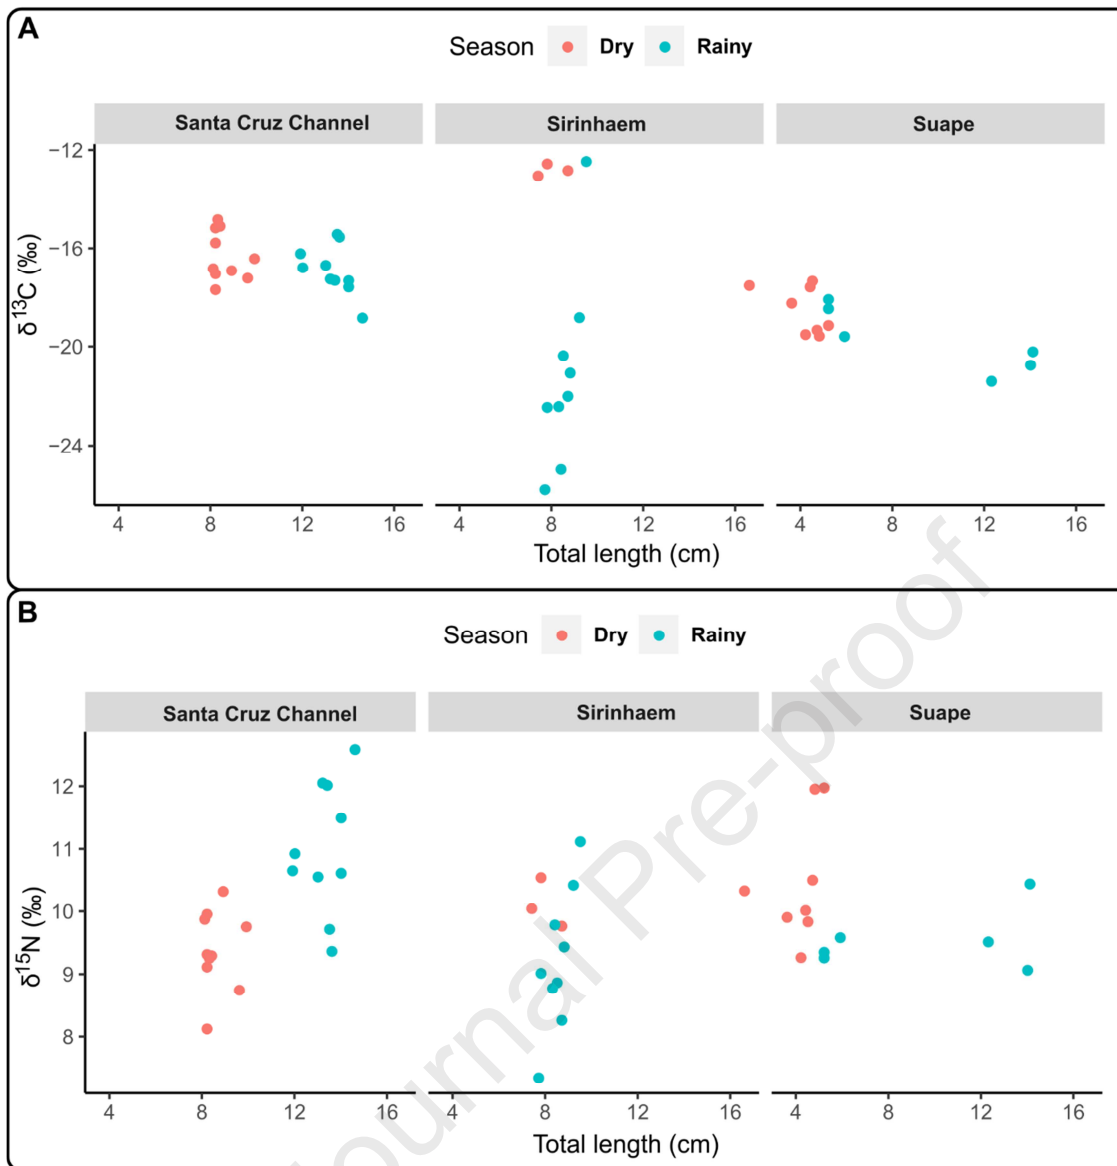 A
Season Dry Rainy
Santa Cruz Channel Sirinhaem Suape
−12
−16
−20
−24
δ¹³C (‰)
4 8 12 16 4 8 12 16 4 8 12 16
Total length (cm)
B
Season Dry Rainy
Santa Cruz Channel Sirinhaem Suape
12
11
10
9
8
δ¹⁵N (‰)
4 8 12 16 4 8 12 16 4 8 12 16
Total length (cm)
Journal Pre-proof